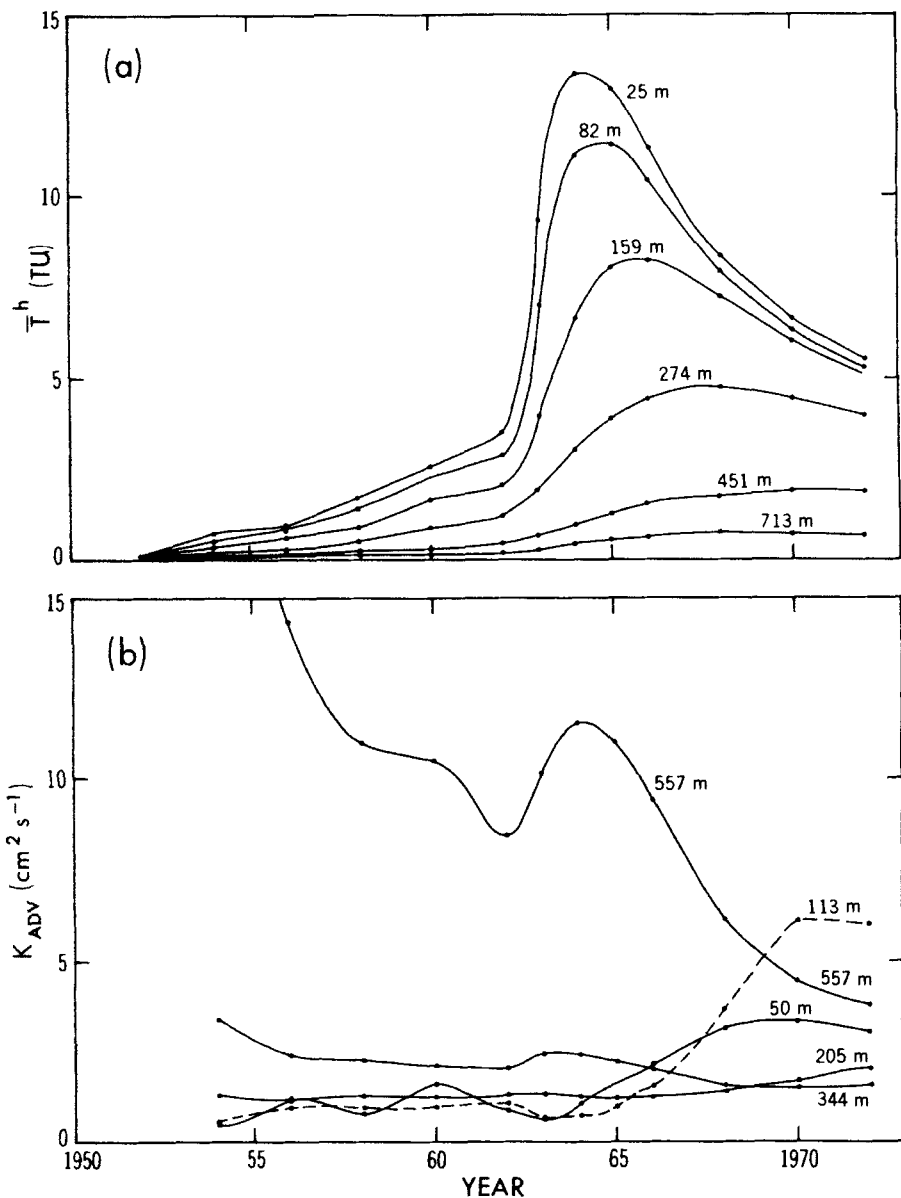 15
(a)
25 m
82 m
10
159 m
T̿ʰ (TU)
5
274 m
451 m
713 m
0
15
(b)
10
557 m
K_ADV (cm² s⁻¹)
113 m
5
557 m
50 m
205 m
344 m
0
1950 55 60 65 1970
YEAR